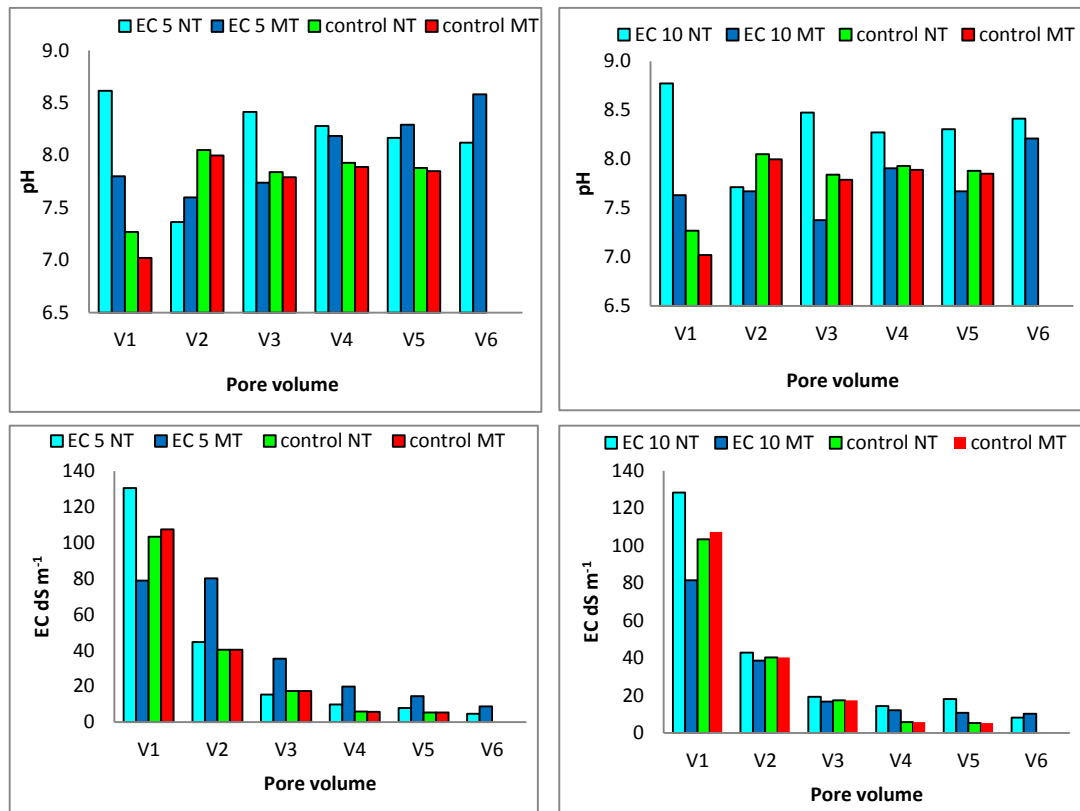 EC 5 NT EC 5 MT control NT control MT
9.0
8.5
8.0
7.5
7.0
6.5
pH
V1 V2 V3 V4 V5 V6
Pore volume
EC 10 NT EC 10 MT control NT control MT
9.0
8.5
8.0
7.5
7.0
6.5
pH
V1 V2 V3 V4 V5 V6
Pore volume
EC 5 NT EC 5 MT control NT control MT
140
120
100
80
60
40
20
0
EC dS m⁻¹
V1 V2 V3 V4 V5 V6
Pore volume
EC 10 NT EC 10 MT control NT control MT
140
120
100
80
60
40
20
0
EC dS m⁻¹
V1 V2 V3 V4 V5 V6
Pore volume